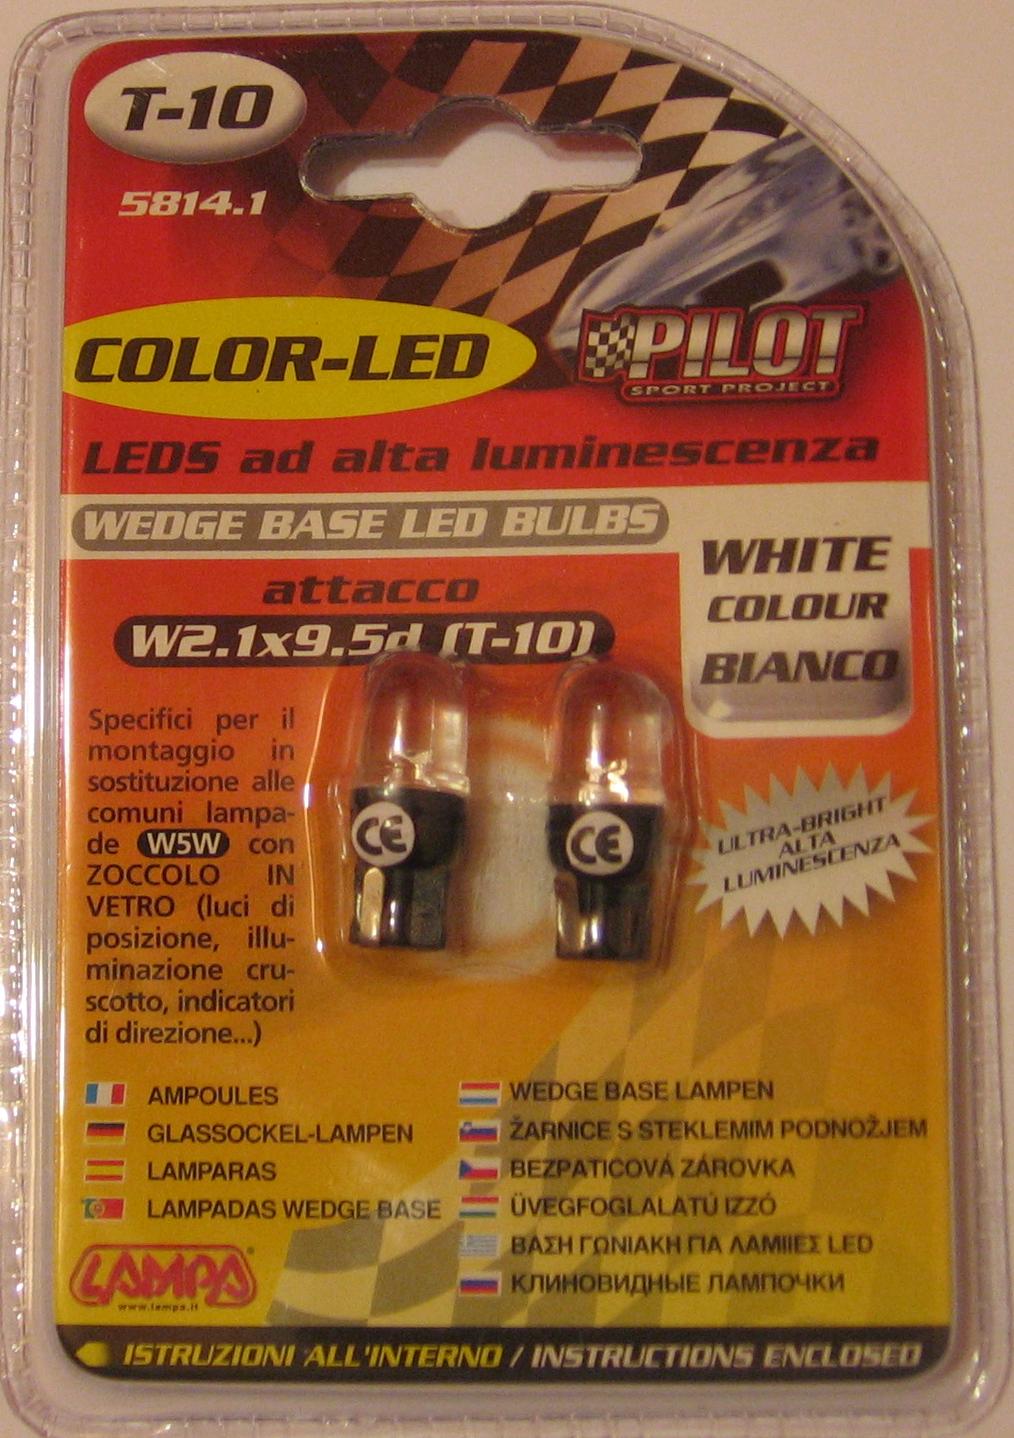 T-10
5814.1
COLOR-LED
PILOT
SPORT PROJECT
LEDS ad alta luminescenza
WEDGE BASE LED BULBS
WHITE
COLOUR
BIANCO
attacco
W2.1x9.5d (T-10)
Specifici per il
montaggio in
sostituzione alle
comuni lampa-
de W5W con
ZOCCOLO IN
VETRO (luci di
posizione, illu-
minazione cru-
scotto, indicatori
di direzione...)
CE
CE
ULTRA-BRIGHT
ALTA
LUMINESCENZA
AMPOULES
GLASSOCKEL-LAMPEN
LAMPARAS
LAMPADAS WEDGE BASE
WEDGE BASE LAMPEN
ŽARNICE S STEKLEMIM PODNOŽJEM
BEZPATICOVÁ ZÁROVKA
ÜVEGFOGLALATÚ IZZÓ
ΒΑΣΗ ΓΩΝΙΑΚΗ ΓΙΑ ΛΑΜΙΙΕΣ LED
КЛИНОВИДНЫЕ ЛАМПОЧКИ
LAMPA®
www.lampa.it
ISTRUZIONI ALL'INTERNO / INSTRUCTIONS ENCLOSED